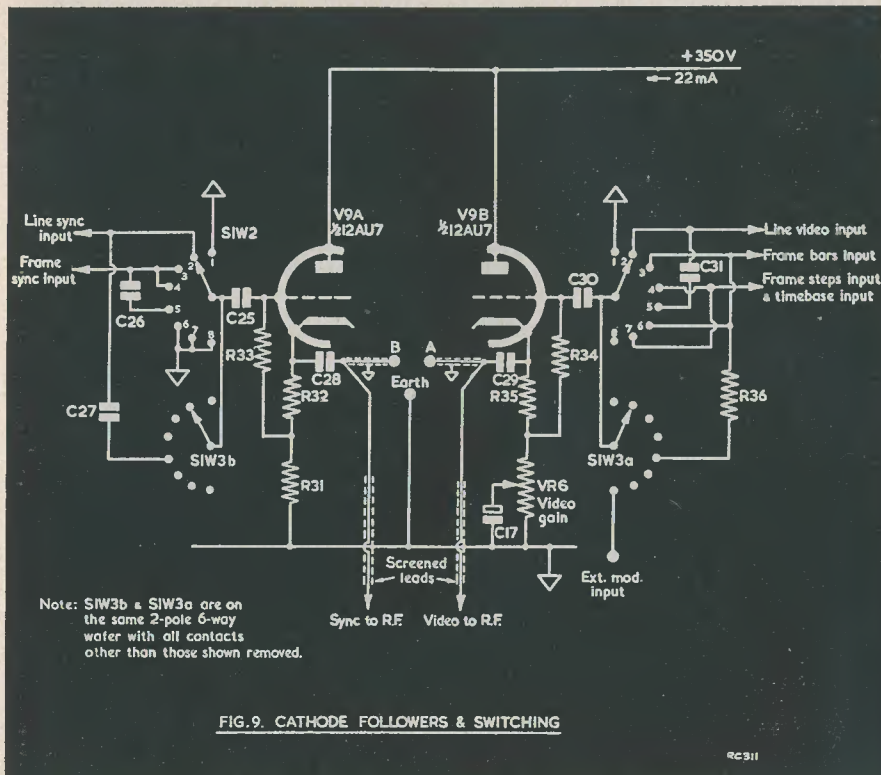 +350V
22mA
V9A
½12AU7
V9B
½12AU7
Line sync
input
Frame
sync input
S1W2
1
2
3
4
5
6
7
8
C26
C25
C27
R33
C28
R32
R31
S1W3b
B
A
Earth
C29
R35
R34
C30
VR6
Video
gain
C17
1
2
3
4
5
6
7
8
C31
Line video input
Frame bars input
Frame steps input
& timebase input
R36
S1W3a
Ext. mod.
input
Screened
leads
Sync to R.F.
Video to R.F.
Note: S1W3b & S1W3a are on
the same 2-pole 6-way
wafer with all contacts
other than those shown removed.
FIG.9. CATHODE FOLLOWERS & SWITCHING
RC311